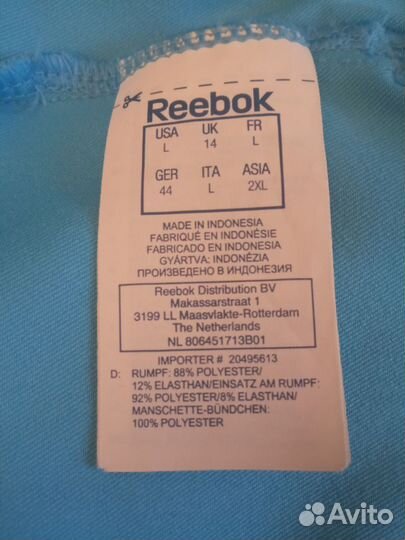 Reebok
USA UK FR
L 14 L
GER ITA ASIA
44 L 2XL
MADE IN INDONESIA
FABRIQUÉ EN INDONÉSIE
FABRICADO EN INDONESIA
GYÁRTVA: INDONÉZIA
ПРОИЗВЕДЕНО В ИНДОНЕЗИЯ
Reebok Distribution BV
Makassarstraat 1
3199 LL Maasvlakte-Rotterdam
The Netherlands
NL 806451713B01
IMPORTER # 20495613
D: RUMPF: 88% POLYESTER/
12% ELASTHAN/EINSATZ AM RUMPF:
92% POLYESTER/8% ELASTHAN/
MANSCHETTE-BÜNDCHEN:
100% POLYESTER
Avito